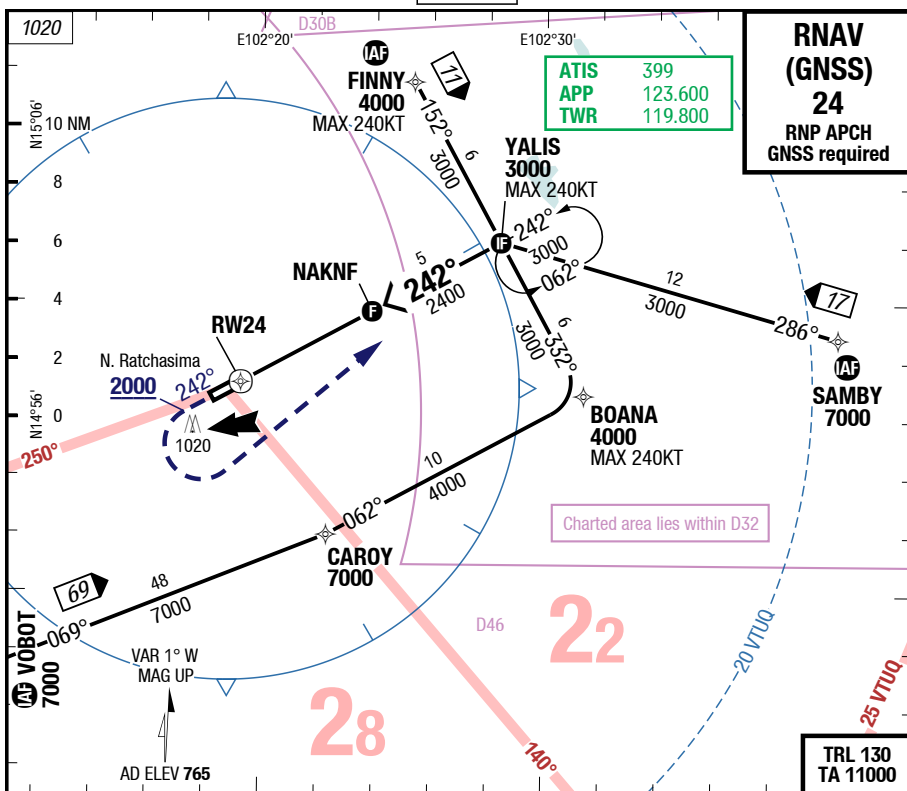 1020
D30B
E102°20'
E102°30'
RNAV
(GNSS)
24
RNP APCH
GNSS required
IAF
FINNY
4000
MAX 240KT
11
ATIS 399
APP 123.600
TWR 119.800
N15°06'
10 NM
152°
6
3000
YALIS
3000
MAX 240KT
8
6
IF
242°
3000
062°
NAKNF
5
242°
2400
12
3000
17
286°
4
F
RW24
6
3000
332°
IAF
SAMBY
7000
2
N. Ratchasima
2000
242°
N14°56'
0
1020
BOANA
4000
MAX 240KT
250°
10
4000
062°
Charted area lies within D32
CAROY
7000
69
48
7000
069°
IAF VOBOT
7000
D46
22
20 VTUQ
VAR 1° W
MAG UP
28
25 VTUQ
140°
AD ELEV 765
TRL 130
TA 11000